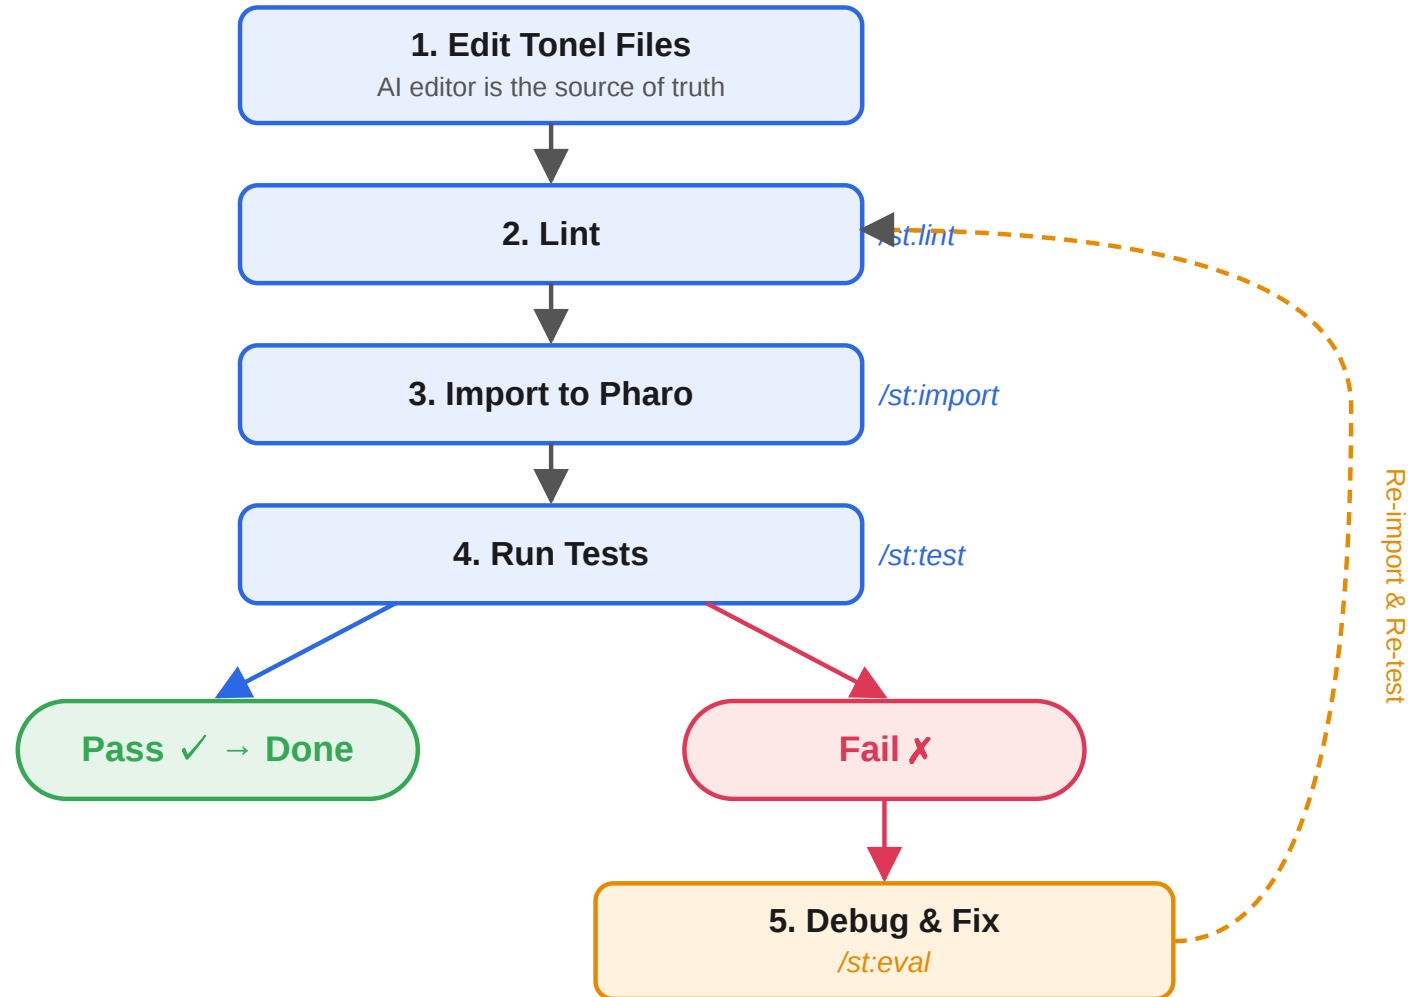 1. Edit Tonel Files
AI editor is the source of truth
2. Lint
/st:lint
3. Import to Pharo
/st:import
4. Run Tests
/st:test
Re-import & Re-test
Pass ✓ → Done
Fail ✗
5. Debug & Fix
/st:eval